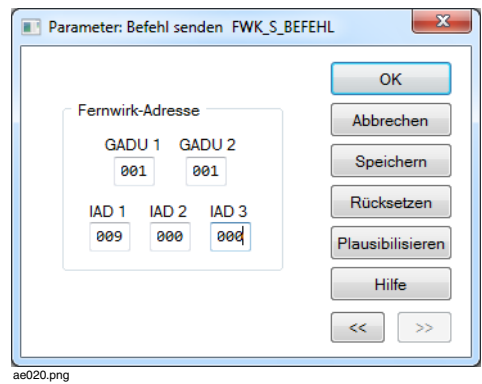 Parameter: Befehl senden FWK_S_BEFEHL
Fernwirk-Adresse
GADU 1 GADU 2
001 001
IAD 1 IAD 2 IAD 3
009 000 000
OK
Abbrechen
Speichern
Rücksetzen
Plausibilisieren
Hilfe
<< >>
ae020.png